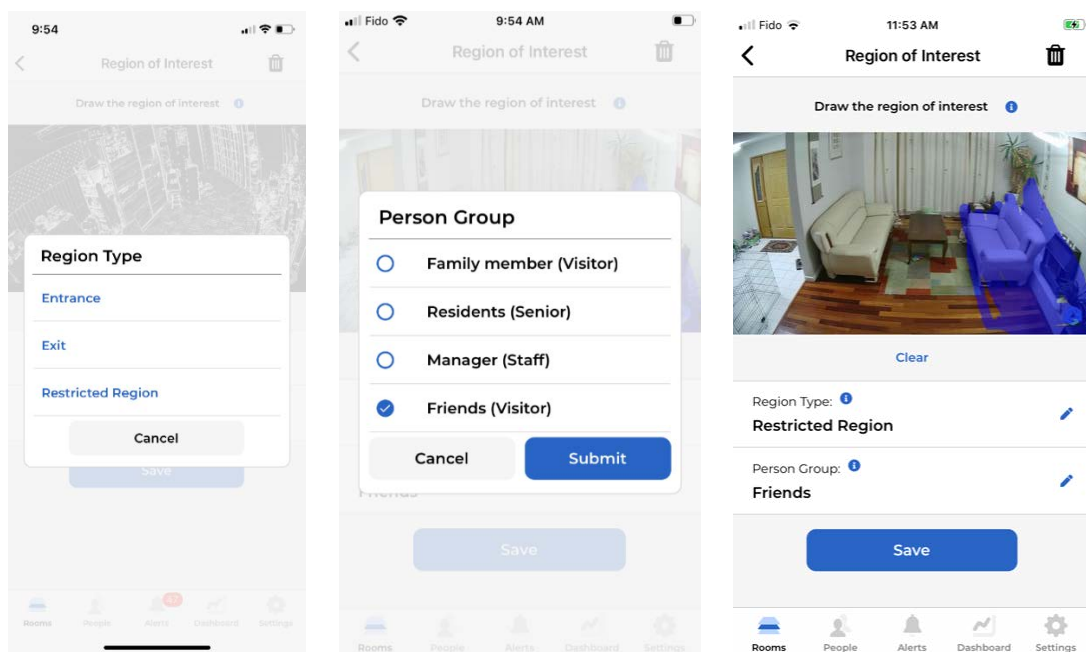 9:54
Region of Interest
Draw the region of interest
Region Type
Entrance
Exit
Restricted Region
Cancel
Save
47
Rooms People Alerts Dashboard Settings
Fido 9:54 AM
Region of Interest
Draw the region of interest
Person Group
Family member (Visitor)
Residents (Senior)
Manager (Staff)
Friends (Visitor)
Cancel Submit
Friends
Save
Rooms People Alerts Dashboard Settings
Fido 11:53 AM
Region of Interest
Draw the region of interest
Clear
Region Type:
Restricted Region
Person Group:
Friends
Save
Rooms People Alerts Dashboard Settings